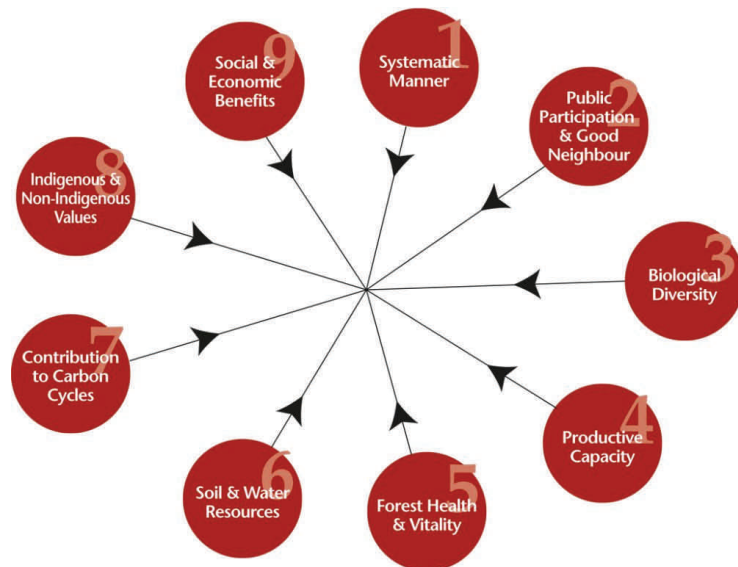 1
Systematic
Manner
2
Public
Participation
& Good
Neighbour
3
Biological
Diversity
4
Productive
Capacity
5
Forest Health
& Vitality
6
Soil & Water
Resources
7
Contribution
to Carbon
Cycles
8
Indigenous &
Non-Indigenous
Values
9
Social &
Economic
Benefits